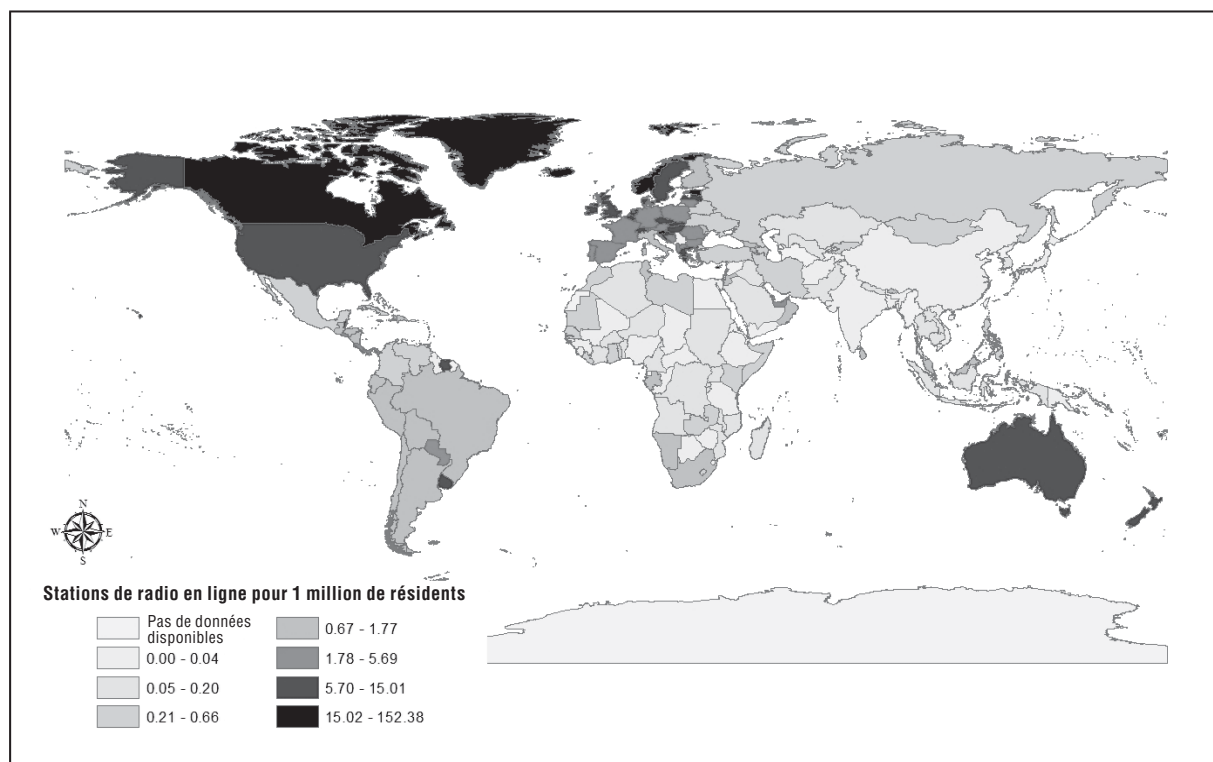 N
W E
S
Stations de radio en ligne pour 1 million de résidents
Pas de données
disponibles
0.00 - 0.04
0.05 - 0.20
0.21 - 0.66
0.67 - 1.77
1.78 - 5.69
5.70 - 15.01
15.02 - 152.38